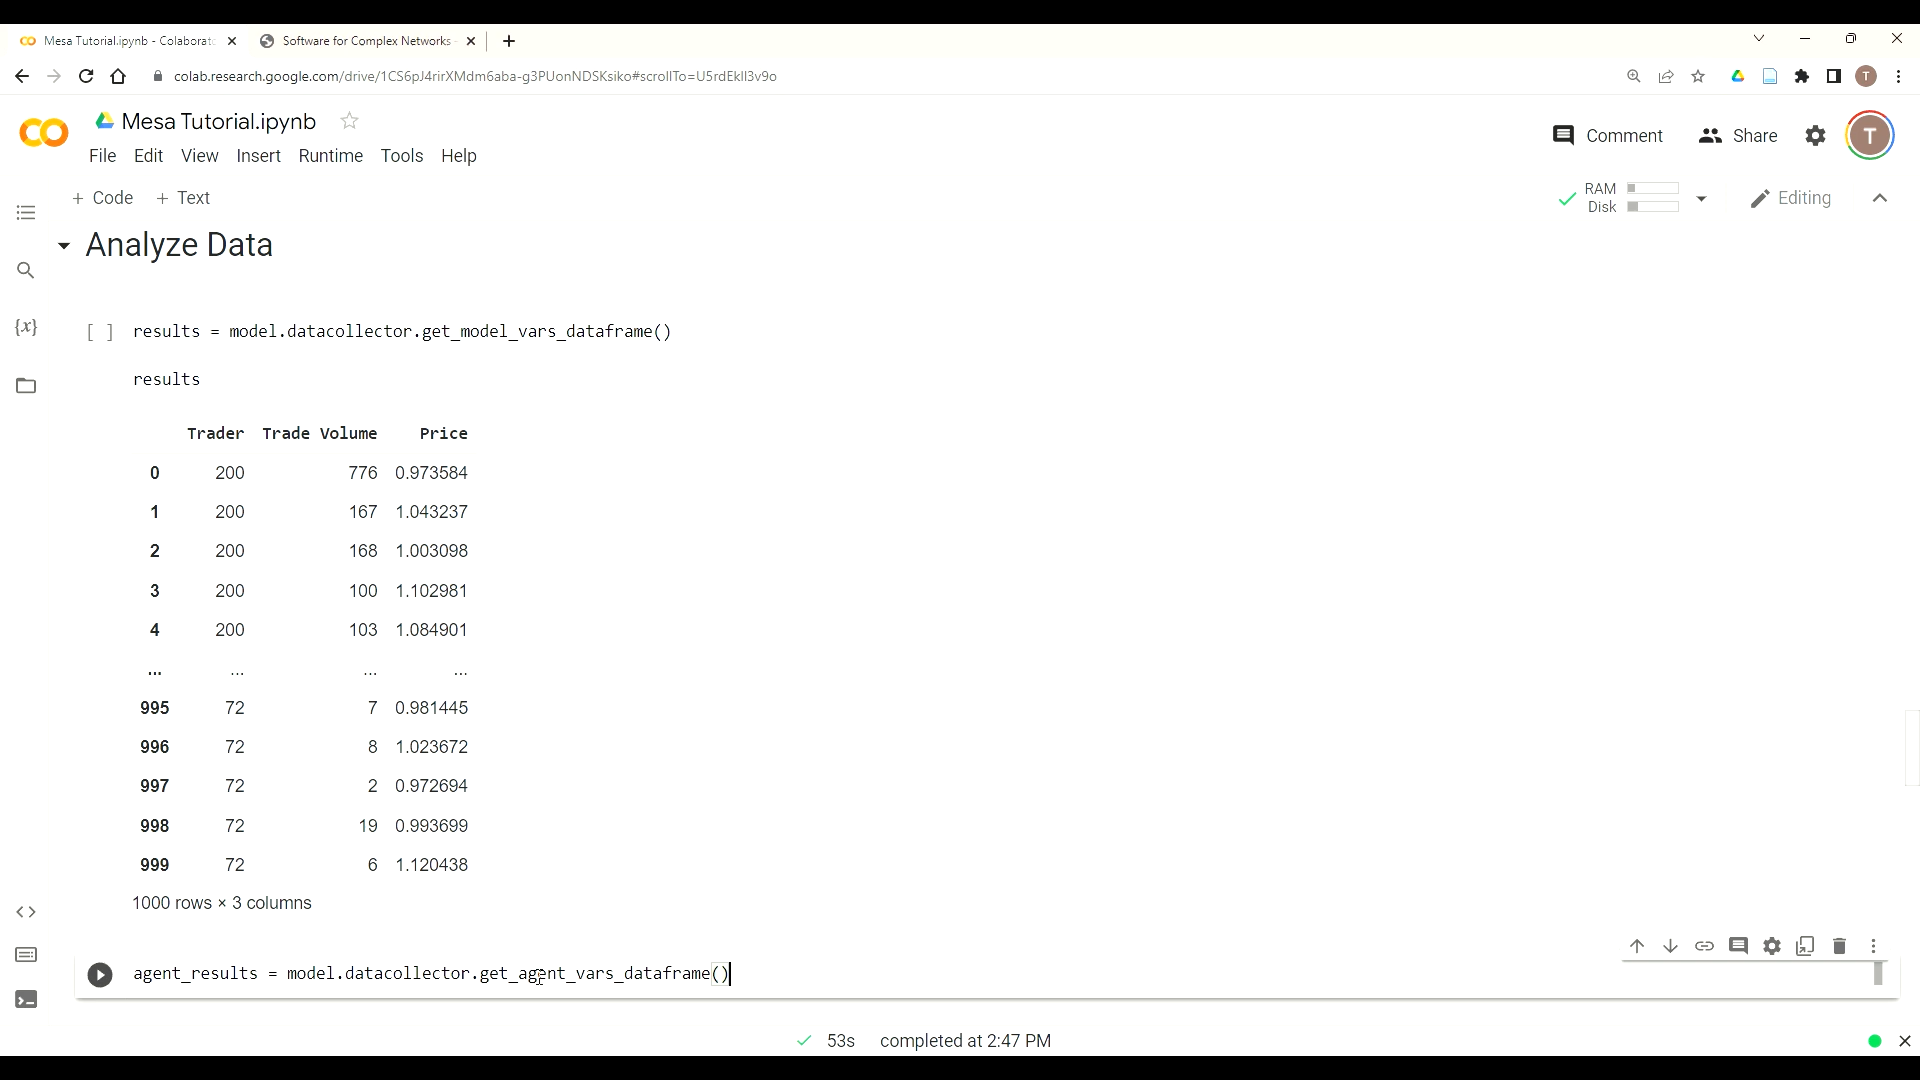 Mesa Tutorial.ipynb - Colaborato
Software for Complex Networks -
colab.research.google.com/drive/1CS6pJ4rirXMdm6aba-g3PUonNDSKsiko#scrollTo=U5rdEkII3v9o
T
Mesa Tutorial.ipynb
Comment Share T
File Edit View Insert Runtime Tools Help
+ Code + Text
RAM
Disk
Editing
Analyze Data
{x}
[ ] results = model.datacollector.get_model_vars_dataframe()
results
Trader Trade Volume Price
0 200 776 0.973584
1 200 167 1.043237
2 200 168 1.003098
3 200 100 1.102981
4 200 103 1.084901
... ... ... ...
995 72 7 0.981445
996 72 8 1.023672
997 72 2 0.972694
998 72 19 0.993699
999 72 6 1.120438
1000 rows × 3 columns
agent_results = model.datacollector.get_agent_vars_dataframe()
53s completed at 2:47 PM